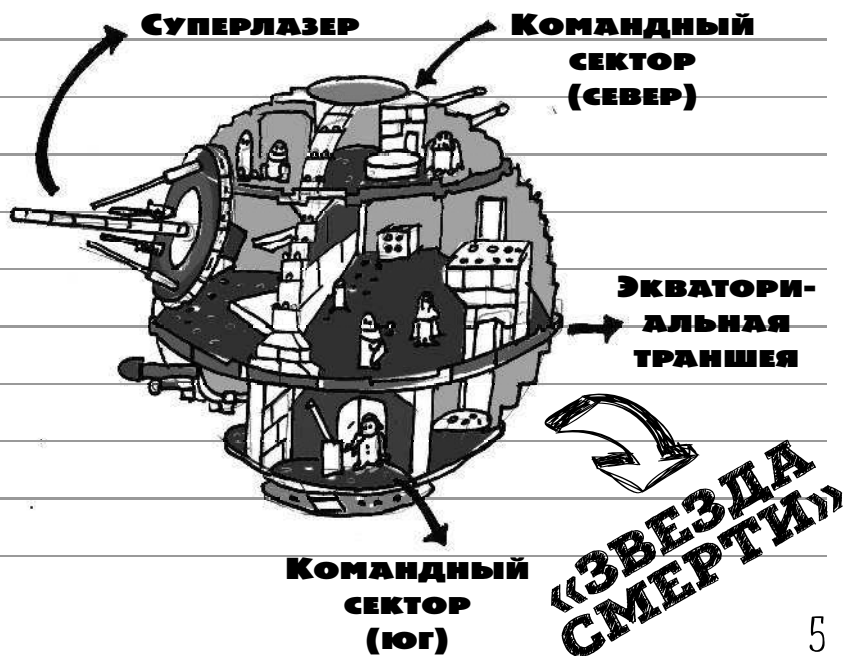 Суперлазер
Командный
сектор
(север)
Экватори-
альная
траншея
Командный
сектор
(юг)
«ЗВЕЗДА
СМЕРТИ»
5